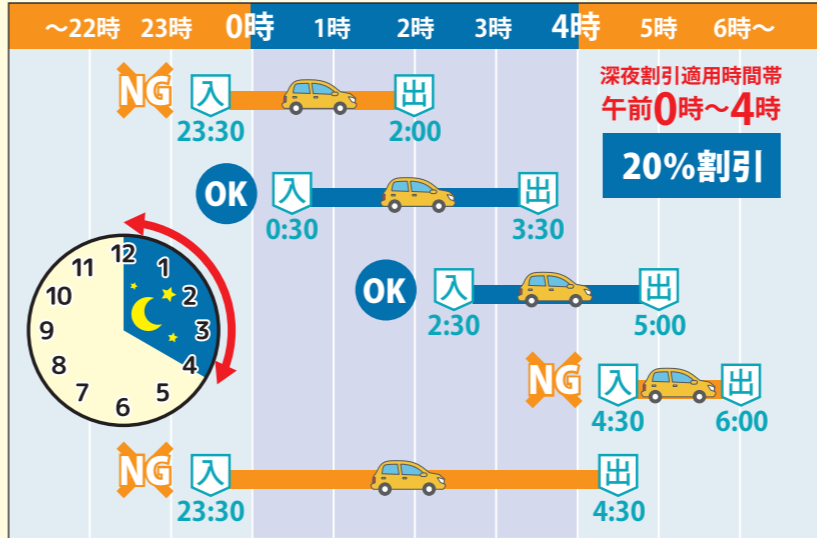 ～22時 23時 0時 1時 2時 3時 4時 5時 6時～
深夜割引適用時間帯
午前0時～4時
20%割引
NG 入 出
23:30 2:00
OK 入 出
0:30 3:30
OK 入 出
2:30 5:00
NG 入 出
4:30 6:00
NG 入 出
23:30 4:30
12
11 1
10 2
9 3
8 4
7 5
6